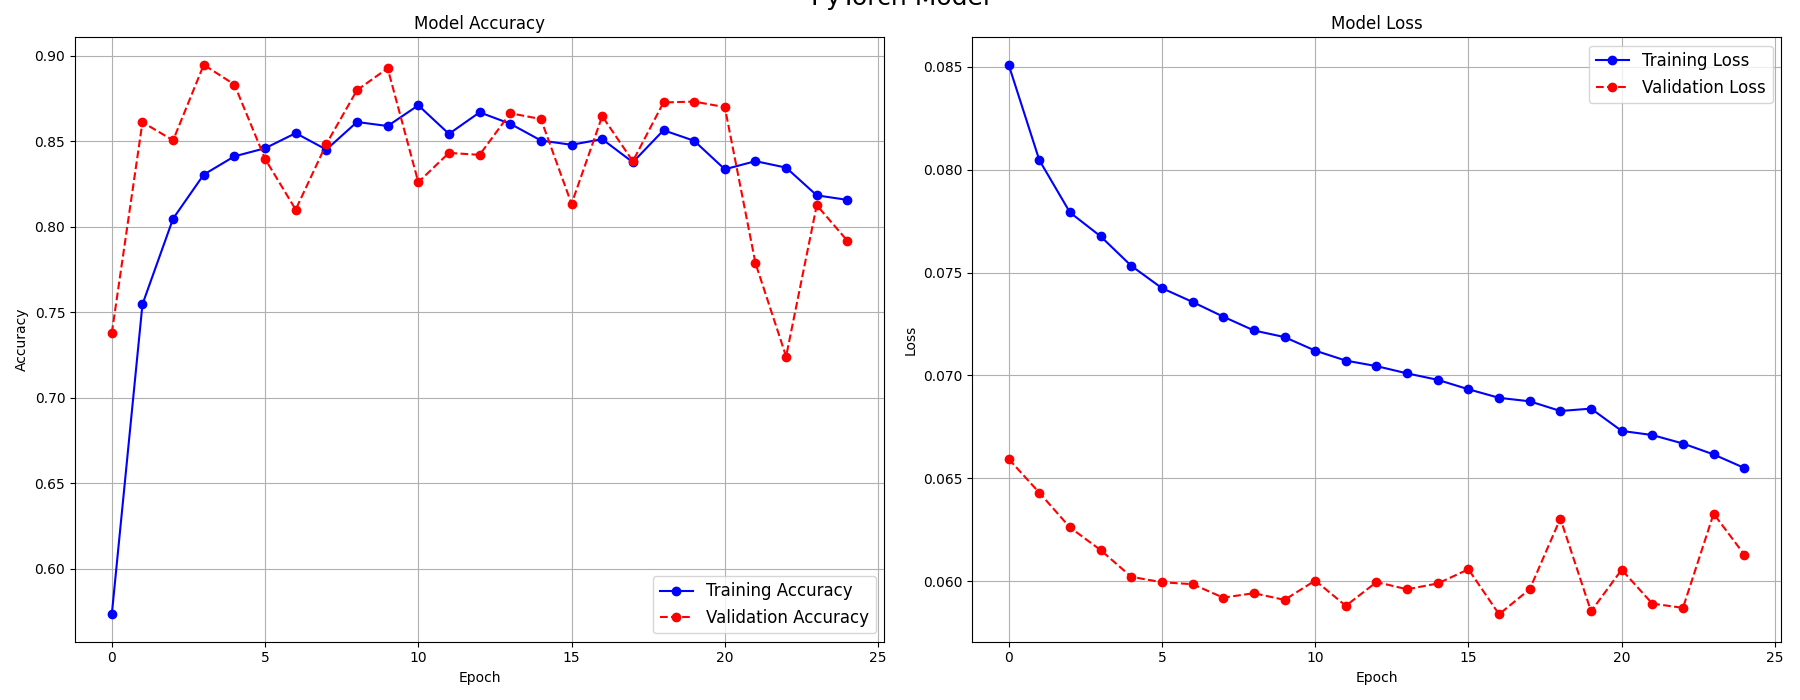 PyTorch Model
Model Accuracy
0.90
0.85
0.80
0.75
0.70
0.65
0.60
Accuracy
0
5
10
15
20
25
Epoch
Training Accuracy
Validation Accuracy
Model Loss
0.085
0.080
0.075
0.070
0.065
0.060
Loss
0
5
10
15
20
25
Epoch
Training Loss
Validation Loss